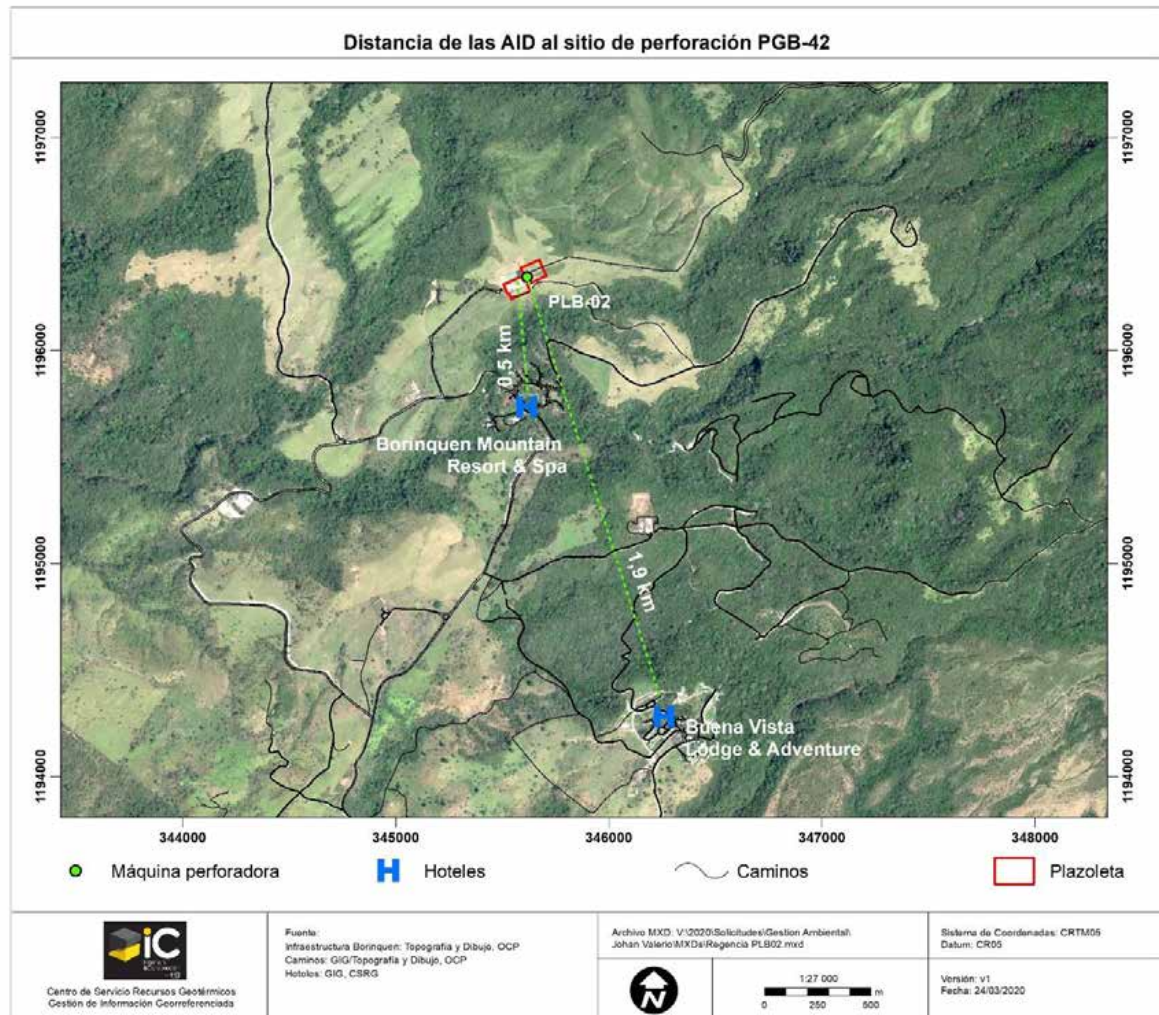 Distancia de las AID al sitio de perforación PGB-42
1197000
1197000
PLB-02
1196000
0,5 km
1196000
Borinquen Mountain
Resort & Spa
1195000
1,9 km
1195000
Buena Vista
Lodge & Adventure
1194000
1194000
344000
345000
346000
347000
348000
Máquina perforadora
Hoteles
Caminos
Plazoleta
iC
Centro de Servicio Recursos Geotérmicos
Gestión de Información Georreferenciada
Fuente:
Infraestructura Borinquen: Topografía y Dibujo, OCP
Caminos: GIG/Topografía y Dibujo, OCP
Hoteles: GIG, CSRG
Archivo MXD: V:\2020\Solicitudes\Gestion Ambiental\
Johan Valerio\MXDs\Regencia PLB02.mxd
N
1:27 000
m
0
250
500
Sistema de Coordenadas: CRTM05
Datum: CR05
Versión: v1
Fecha: 24/03/2020